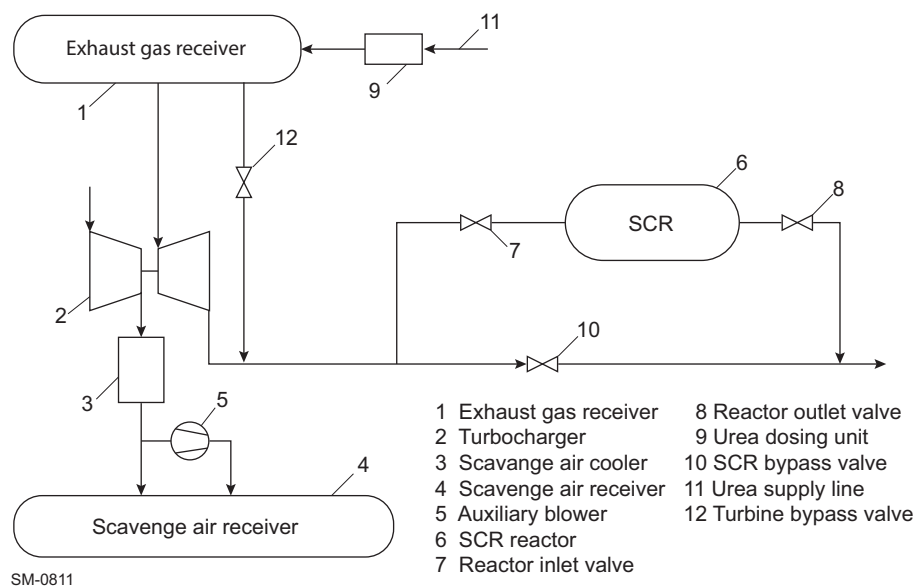 Exhaust gas receiver
11
9
1
12
6
8
SCR
7
2
10
3
5
4
Scavenge air receiver
1 Exhaust gas receiver
2 Turbocharger
3 Scavange air cooler
4 Scavenge air receiver
5 Auxiliary blower
6 SCR reactor
7 Reactor inlet valve
8 Reactor outlet valve
9 Urea dosing unit
10 SCR bypass valve
11 Urea supply line
12 Turbine bypass valve
SM-0811